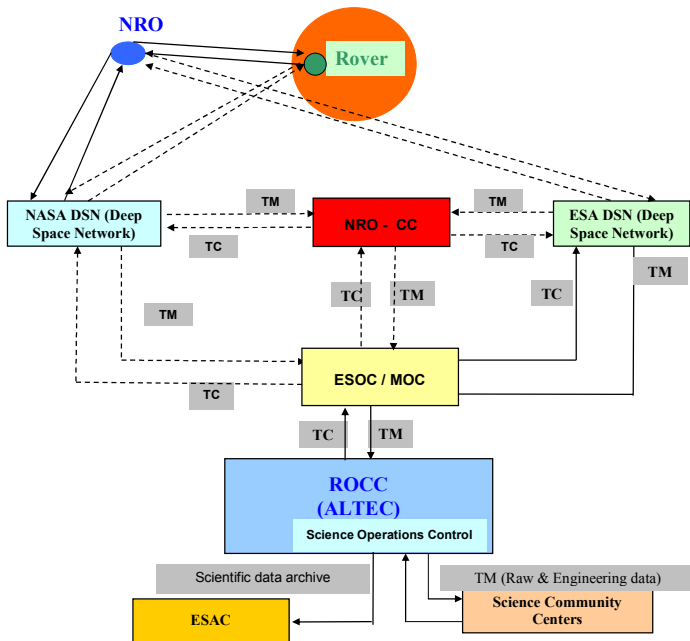 NRO
Rover
NASA DSN (Deep
Space Network)
TM
TC
NRO - CC
TM
TC
ESA DSN (Deep
Space Network)
TC
TM
TC
TM
TM
TC
ESOC / MOC
TC
TM
ROCC
(ALTEC)
Science Operations Control
Scientific data archive
TM (Raw & Engineering data)
ESAC
Science Community
Centers